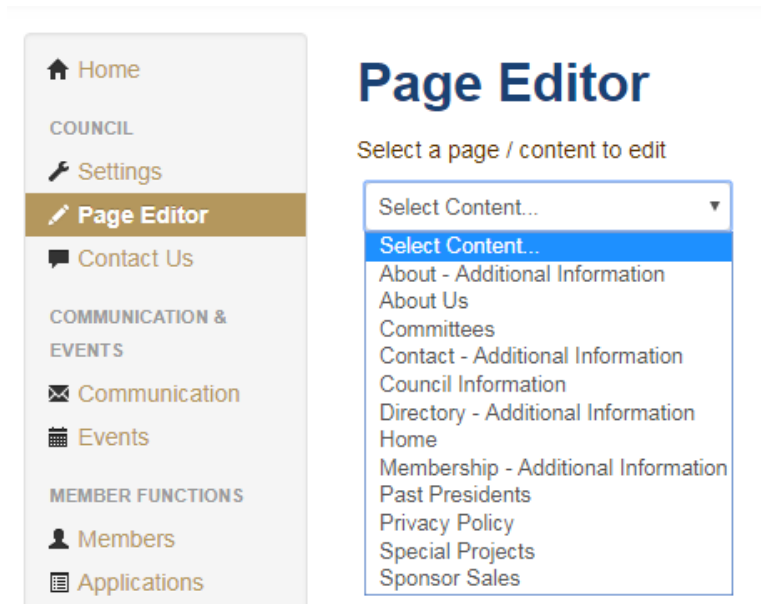 Home
COUNCIL
Settings
Page Editor
Contact Us
COMMUNICATION &
EVENTS
Communication
Events
MEMBER FUNCTIONS
Members
Applications
Page Editor
Select a page / content to edit
Select Content...
Select Content...
About - Additional Information
About Us
Committees
Contact - Additional Information
Council Information
Directory - Additional Information
Home
Membership - Additional Information
Past Presidents
Privacy Policy
Special Projects
Sponsor Sales